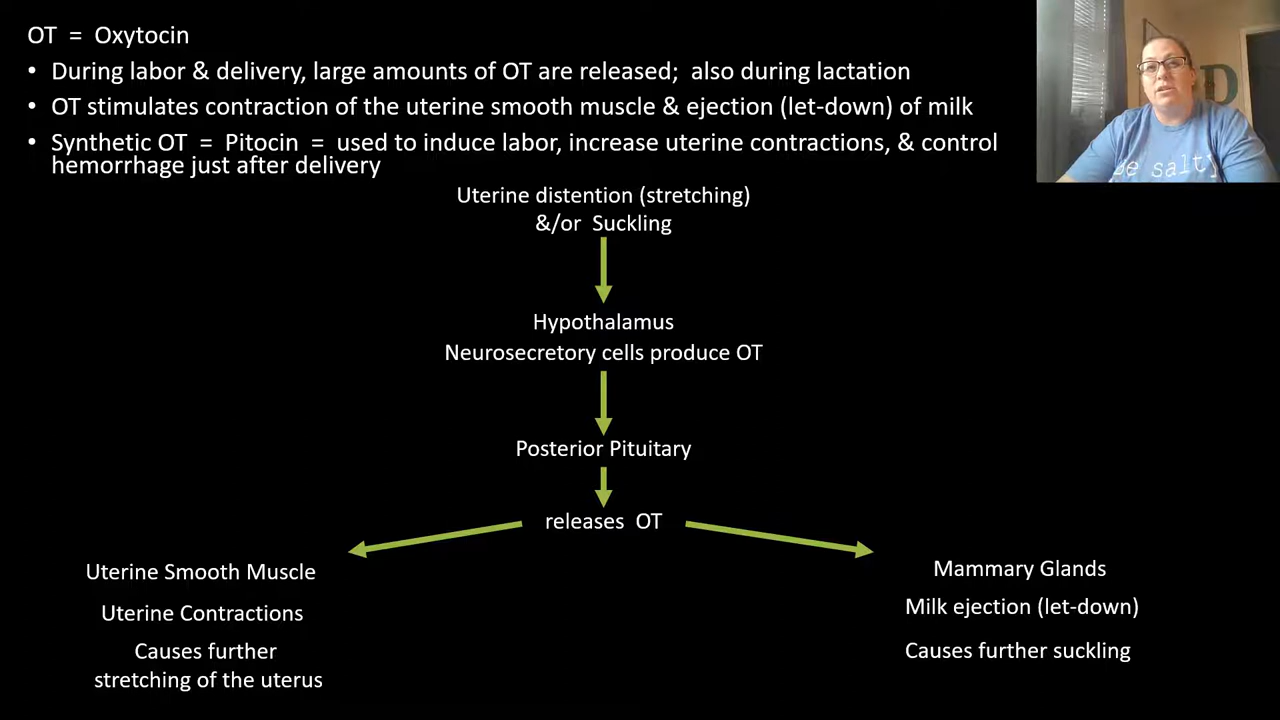 OT = Oxytocin
• During labor & delivery, large amounts of OT are released; also during lactation
• OT stimulates contraction of the uterine smooth muscle & ejection (let-down) of milk
• Synthetic OT = Pitocin = used to induce labor, increase uterine contractions, & control
hemorrhage just after delivery
be salty
D
Uterine distention (stretching)
&/or Suckling
Hypothalamus
Neurosecretory cells produce OT
Posterior Pituitary
releases OT
Uterine Smooth Muscle
Uterine Contractions
Causes further
stretching of the uterus
Mammary Glands
Milk ejection (let-down)
Causes further suckling